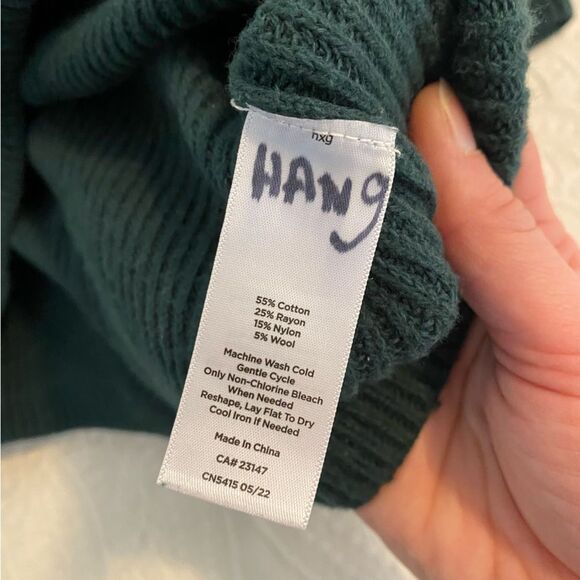 hxg
HANg
55% Cotton
25% Rayon
15% Nylon
5% Wool
Machine Wash Cold
Gentle Cycle
Only Non-Chlorine Bleach
When Needed
Reshape, Lay Flat To Dry
Cool Iron If Needed
Made in China
CA# 23147
CN5415 05/22